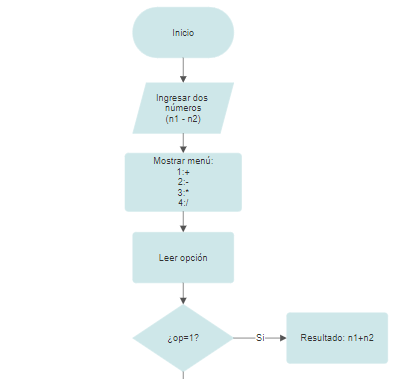 Inicio
Ingresar dos
números
(n1 - n2)
Mostrar menú:
1:+
2:-
3:*
4:/
Leer opción
¿op=1?
Si
Resultado: n1+n2